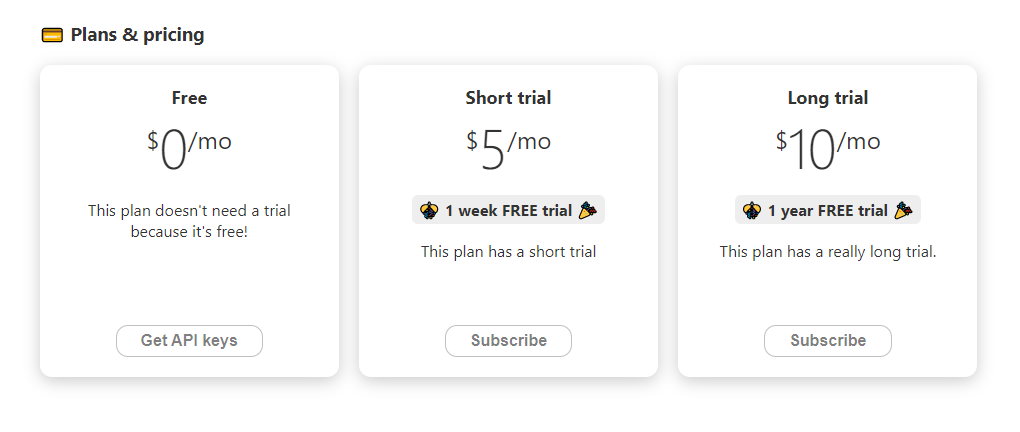 Plans & pricing
Free
$0/mo
This plan doesn't need a trial
because it's free!
Get API keys
Short trial
$5/mo
1 week FREE trial
This plan has a short trial
Subscribe
Long trial
$10/mo
1 year FREE trial
This plan has a really long trial.
Subscribe